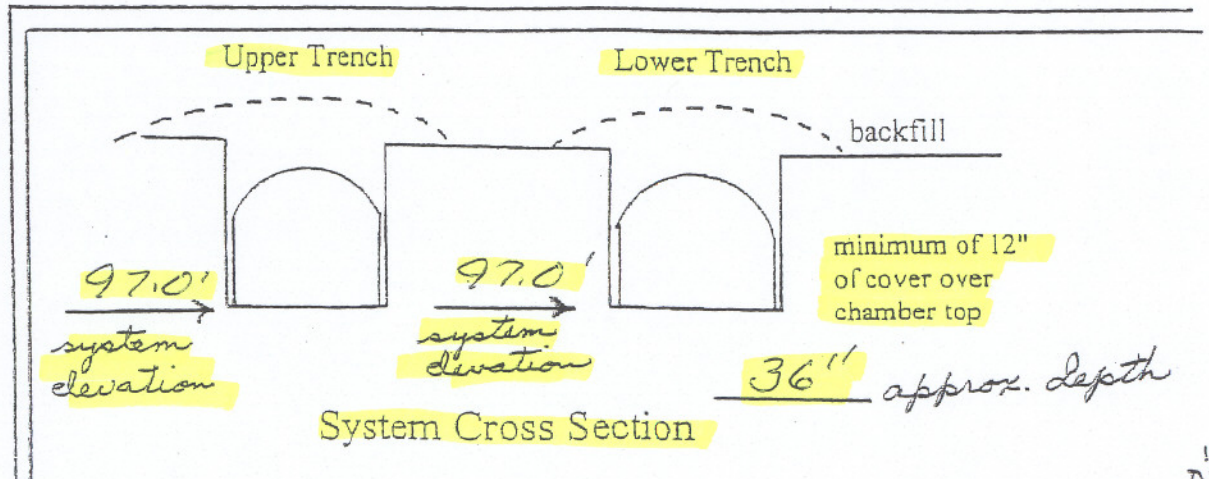 Upper Trench
Lower Trench
backfill
97.0'
system
elevation
97.0'
system
elevation
minimum of 12"
of cover over
chamber top
36" approx. depth
System Cross Section